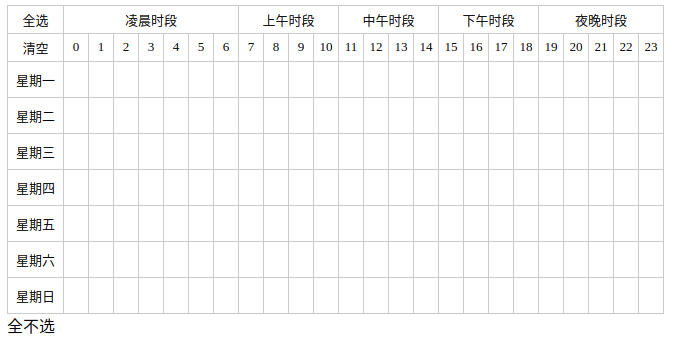 全选 凌晨时段 上午时段 中午时段 下午时段 夜晚时段
清空 0 1 2 3 4 5 6 7 8 9 10 11 12 13 14 15 16 17 18 19 20 21 22 23
星期一
星期二
星期三
星期四
星期五
星期六
星期日
全不选